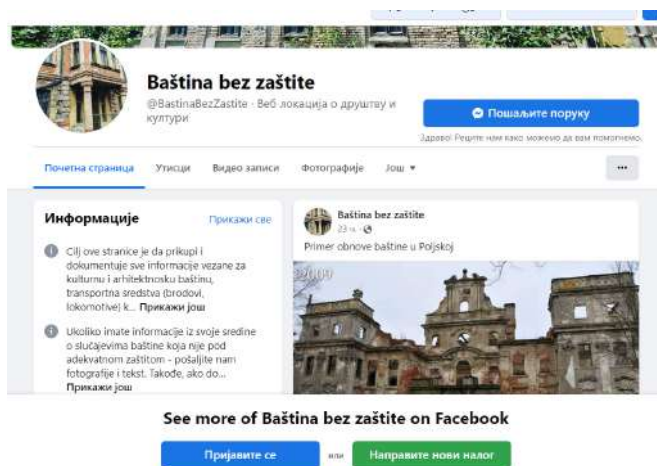 Baština bez zaštite
@BastinaBezZastite · Веб локација о друштву и
културн
Пошаљите поруку
Здраво! Реците нам како можемо да вам помогнемо.
Почетна страница Утисци Видео записи Фотографије Још
Информације Прикажи све
Cilj ove stranice je da prikupi i
dokumentuje sve informacije vezane za
kulturnu i arhitektnosku baštinu,
transportna sredstva (brodovi,
lokomotive) k... Прикажи још
Ukoliko imate informacije iz svoje sredine
o slučajevima baštine koja nije pod
adekvatnom zaštitom - pošaljite nam
fotografije i tekst. Takođe, ako do...
Прикажи још
Baština bez zaštite
23 ч. ·
Primer obnove baštine u Poljskoj
2009
See more of Baština bez zaštite on Facebook
Пријавите се или Направите нови налог